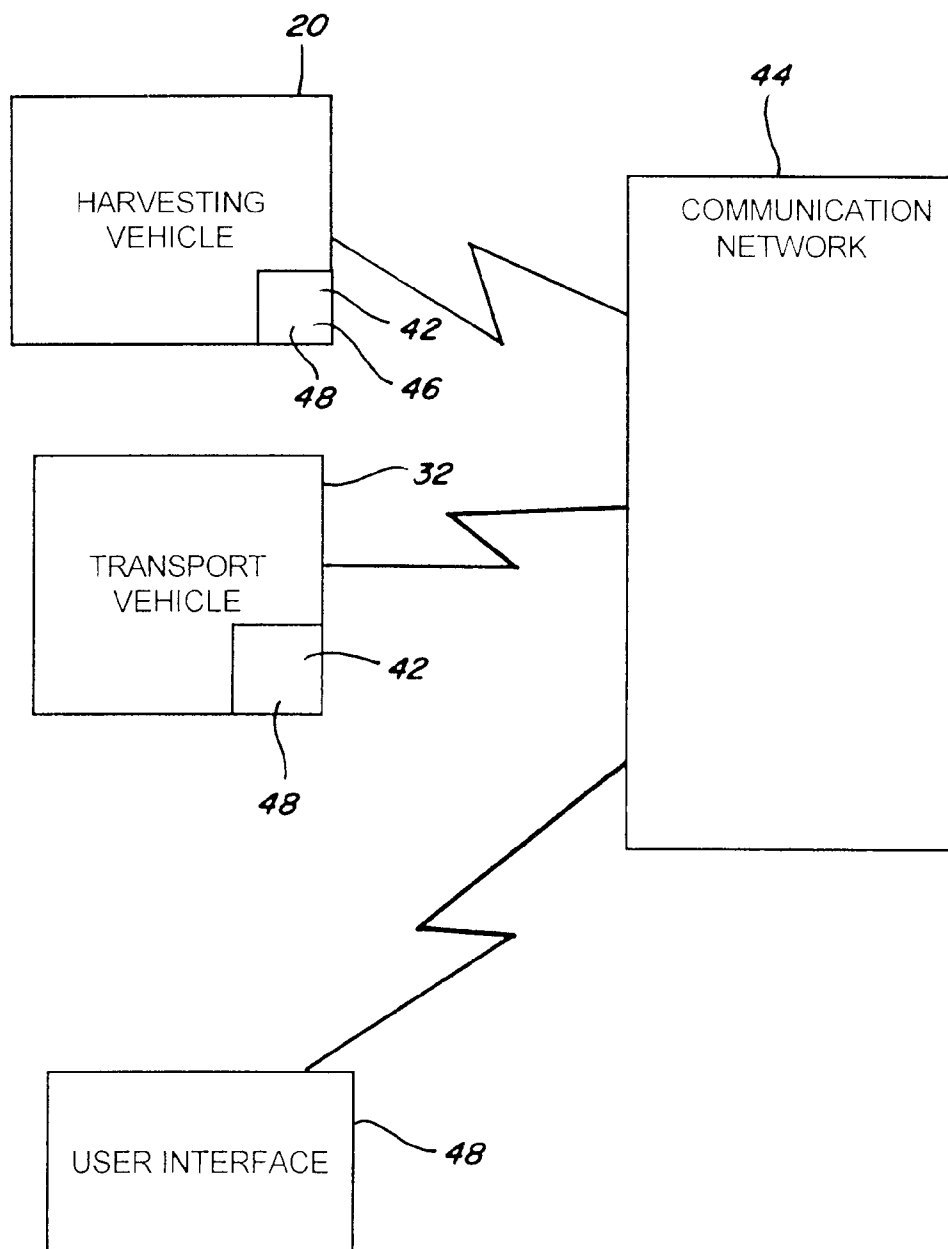 20
44
HARVESTING
VEHICLE
COMMUNICATION
NETWORK
42
48
46
32
TRANSPORT
VEHICLE
42
48
USER INTERFACE
48